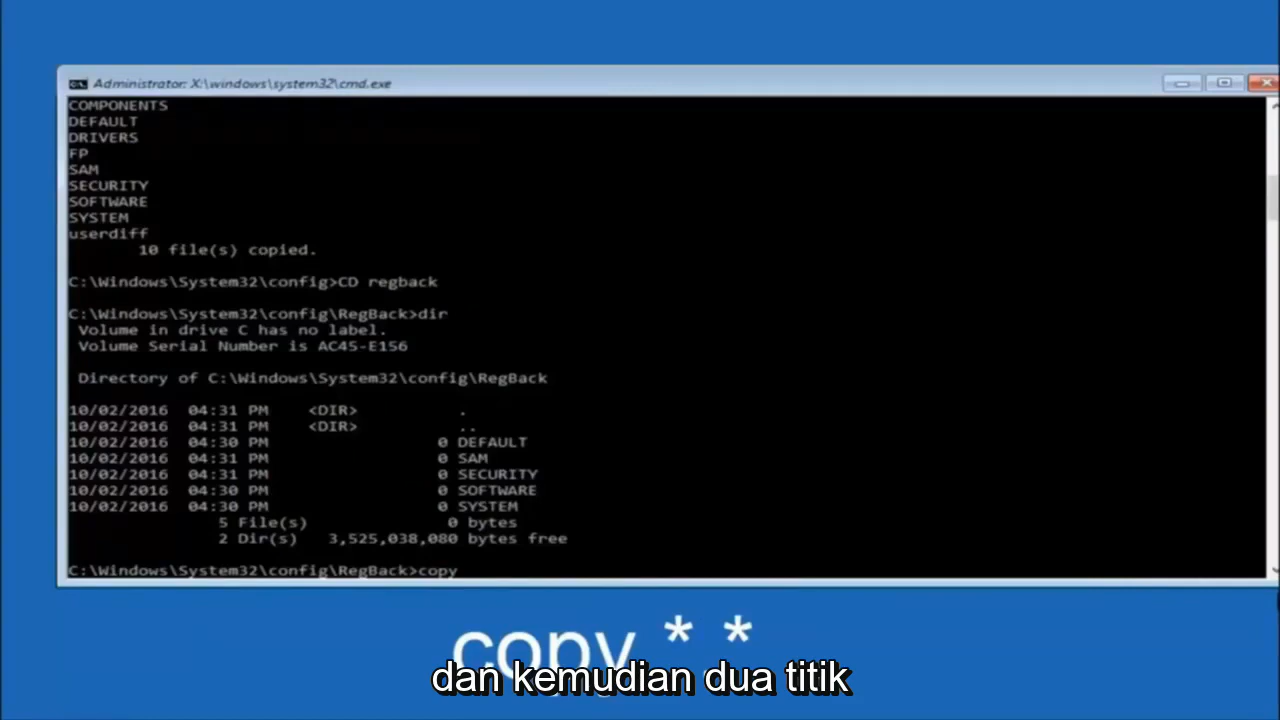 Administrator: X:\windows\system32\cmd.exe
COMPONENTS
DEFAULT
DRIVERS
FP
SAM
SECURITY
SOFTWARE
SYSTEM
userdiff
10 file(s) copied.
C:\Windows\System32\config>CD regback
C:\Windows\System32\config\RegBack>dir
Volume in drive C has no label.
Volume Serial Number is AC45-E156
Directory of C:\Windows\System32\config\RegBack
10/02/2016 04:31 PM <DIR> .
10/02/2016 04:31 PM <DIR> ..
10/02/2016 04:30 PM 0 DEFAULT
10/02/2016 04:31 PM 0 SAM
10/02/2016 04:31 PM 0 SECURITY
10/02/2016 04:30 PM 0 SOFTWARE
10/02/2016 04:30 PM 0 SYSTEM
5 File(s) 0 bytes
2 Dir(s) 3,525,038,080 bytes free
C:\Windows\System32\config\RegBack>copy
copy * *
dan kemudian dua titik